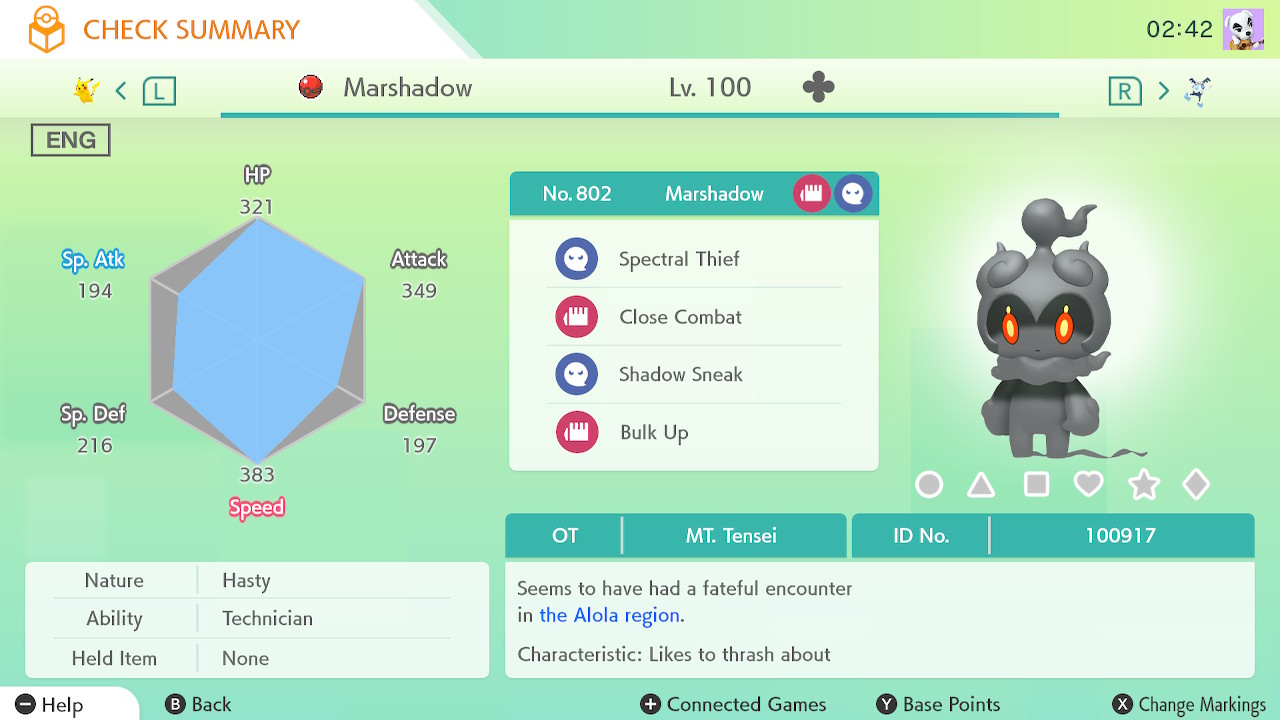 CHECK SUMMARY
02:42
L
Marshadow
Lv. 100
R
ENG
HP
321
Sp. Atk
194
Attack
349
Sp. Def
216
Defense
197
383
Speed
No. 802 Marshadow
Spectral Thief
Close Combat
Shadow Sneak
Bulk Up
OT MT. Tensei
ID No. 100917
Nature Hasty
Ability Technician
Held Item None
Seems to have had a fateful encounter
in the Alola region.
Characteristic: Likes to thrash about
Help
B Back
Connected Games
Y Base Points
X Change Markings